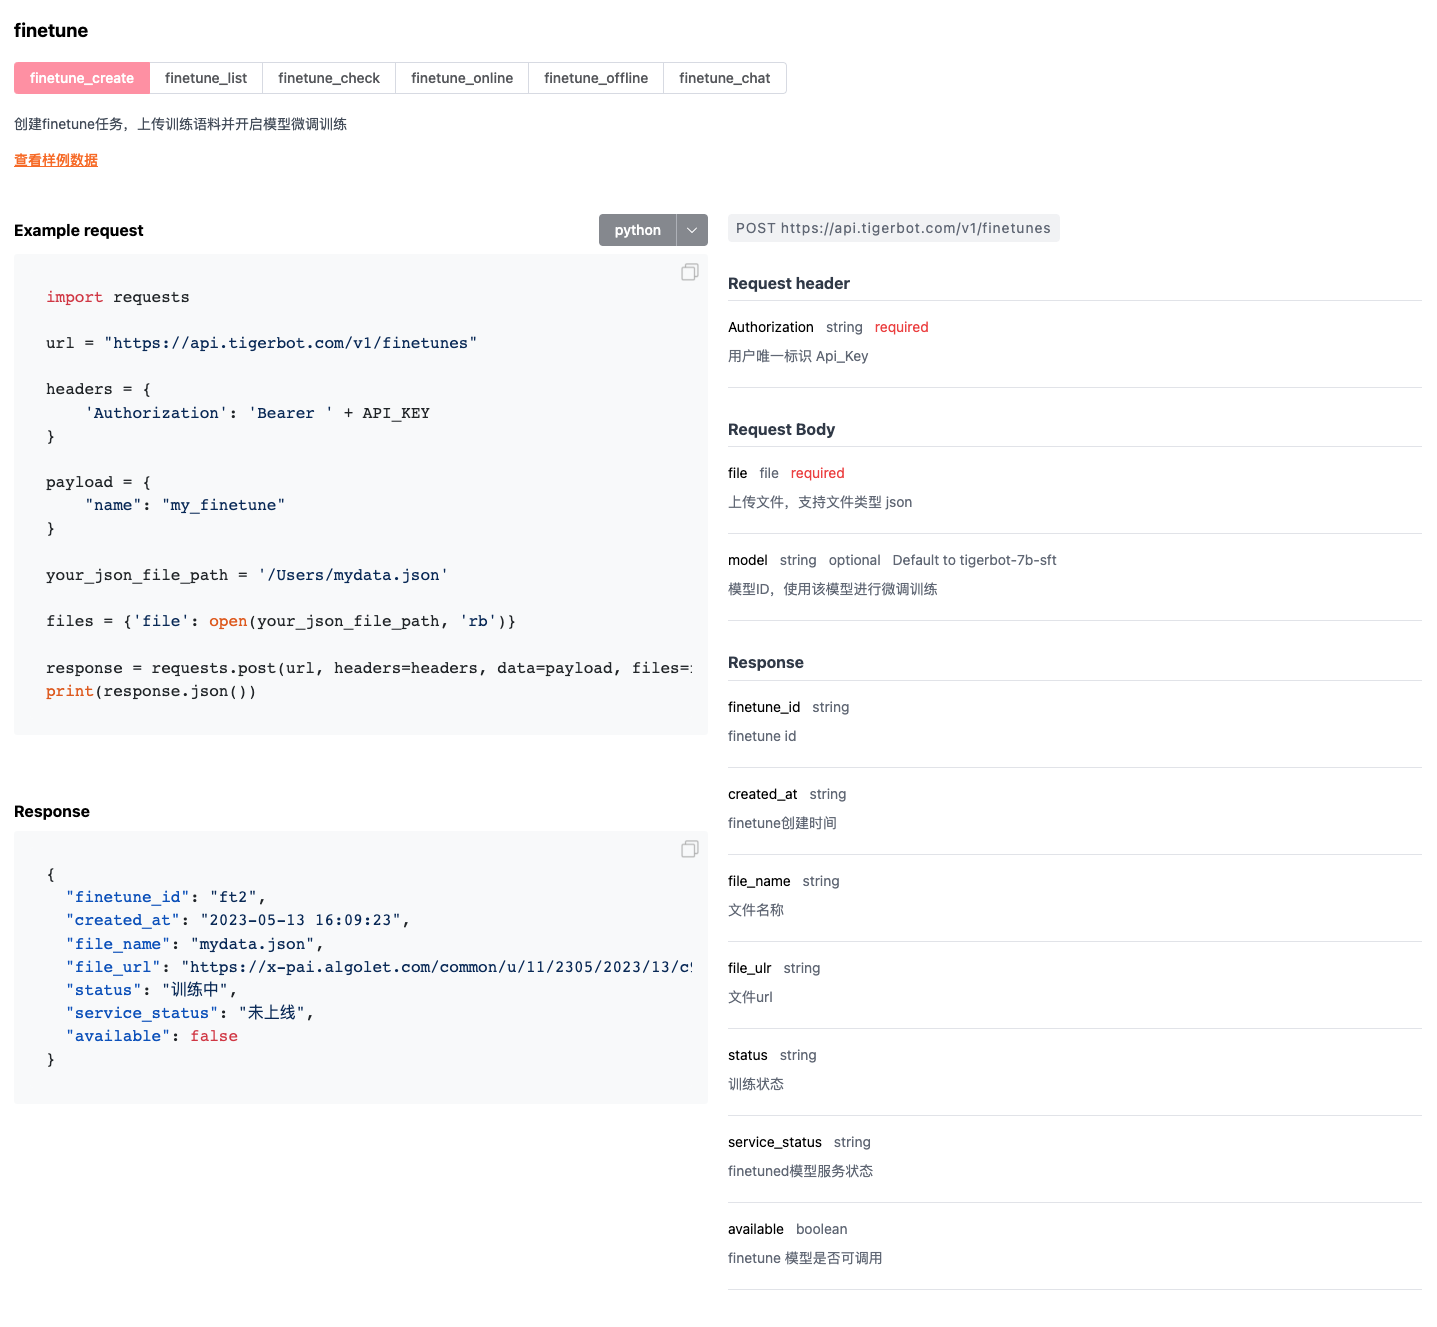 finetune
finetune_create finetune_list finetune_check finetune_online finetune_offline finetune_chat
创建finetune任务，上传训练语料并开启模型微调训练
查看样例数据
Example request
python
import requests
url = "https://api.tigerbot.com/v1/finetunes"
headers = {
    'Authorization': 'Bearer ' + API_KEY
}
payload = {
    "name": "my_finetune"
}
your_json_file_path = '/Users/mydata.json'
files = {'file': open(your_json_file_path, 'rb')}
response = requests.post(url, headers=headers, data=payload, files=
print(response.json())
Response
{
  "finetune_id": "ft2",
  "created_at": "2023-05-13 16:09:23",
  "file_name": "mydata.json",
  "file_url": "https://x-pai.algolet.com/common/u/11/2305/2023/13/c
  "status": "训练中",
  "service_status": "未上线",
  "available": false
}
POST https://api.tigerbot.com/v1/finetunes
Request header
Authorization string required
用户唯一标识 Api_Key
Request Body
file file required
上传文件，支持文件类型 json
model string optional Default to tigerbot-7b-sft
模型ID，使用该模型进行微调训练
Response
finetune_id string
finetune id
created_at string
finetune创建时间
file_name string
文件名称
file_ulr string
文件url
status string
训练状态
service_status string
finetuned模型服务状态
available boolean
finetune 模型是否可调用